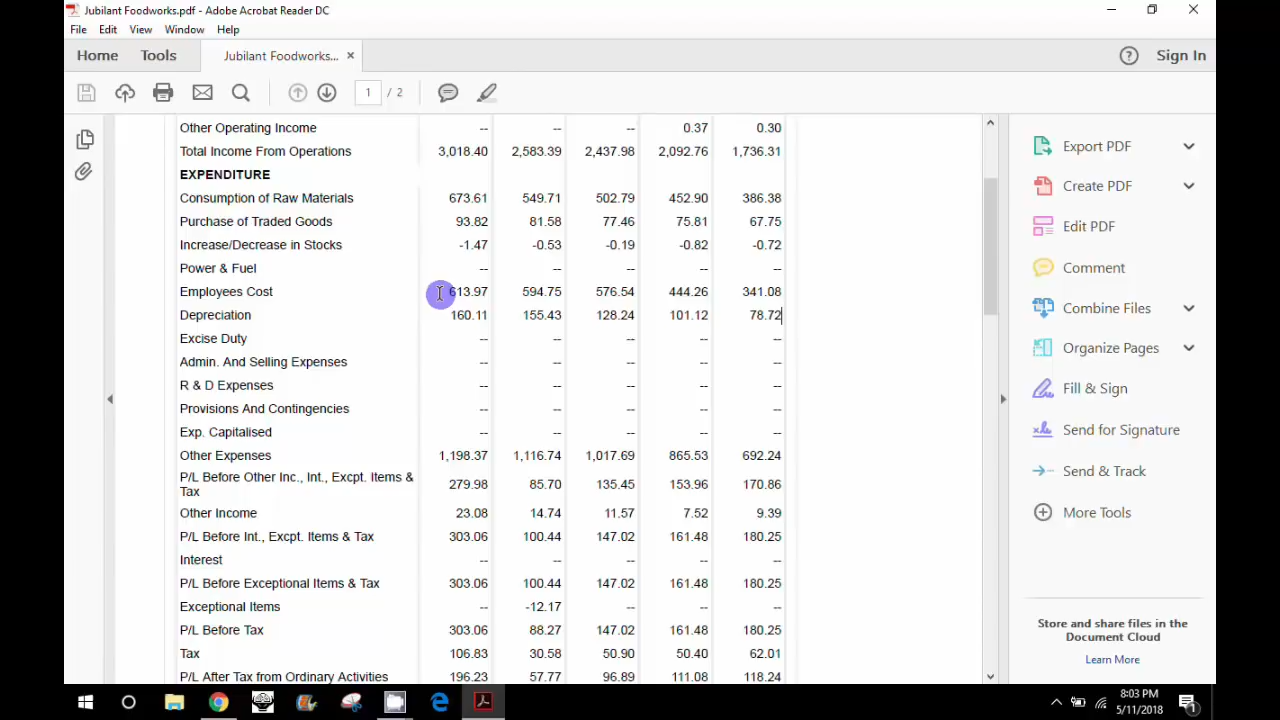 Jubilant Foodworks.pdf - Adobe Acrobat Reader DC
File Edit View Window Help
Home Tools Jubilant Foodworks... × Sign In
1 / 2
Other Operating Income -- -- -- 0.37 0.30
Total Income From Operations 3,018.40 2,583.39 2,437.98 2,092.76 1,736.31
EXPENDITURE
Consumption of Raw Materials 673.61 549.71 502.79 452.90 386.38
Purchase of Traded Goods 93.82 81.58 77.46 75.81 67.75
Increase/Decrease in Stocks -1.47 -0.53 -0.19 -0.82 -0.72
Power & Fuel -- -- -- -- --
Employees Cost 613.97 594.75 576.54 444.26 341.08
Depreciation 160.11 155.43 128.24 101.12 78.72
Excise Duty -- -- -- -- --
Admin. And Selling Expenses -- -- -- -- --
R & D Expenses -- -- -- -- --
Provisions And Contingencies -- -- -- -- --
Exp. Capitalised -- -- -- -- --
Other Expenses 1,198.37 1,116.74 1,017.69 865.53 692.24
P/L Before Other Inc., Int., Excpt. Items &
Tax 279.98 85.70 135.45 153.96 170.86
Other Income 23.08 14.74 11.57 7.52 9.39
P/L Before Int., Excpt. Items & Tax 303.06 100.44 147.02 161.48 180.25
Interest -- -- -- -- --
P/L Before Exceptional Items & Tax 303.06 100.44 147.02 161.48 180.25
Exceptional Items -- -12.17 -- -- --
P/L Before Tax 303.06 88.27 147.02 161.48 180.25
Tax 106.83 30.58 50.90 50.40 62.01
P/L After Tax from Ordinary Activities 196.23 57.77 96.89 111.08 118.24
Export PDF
Create PDF
Edit PDF
Comment
Combine Files
Organize Pages
Fill & Sign
Send for Signature
Send & Track
More Tools
Store and share files in the
Document Cloud
Learn More
8:03 PM
5/11/2018
1